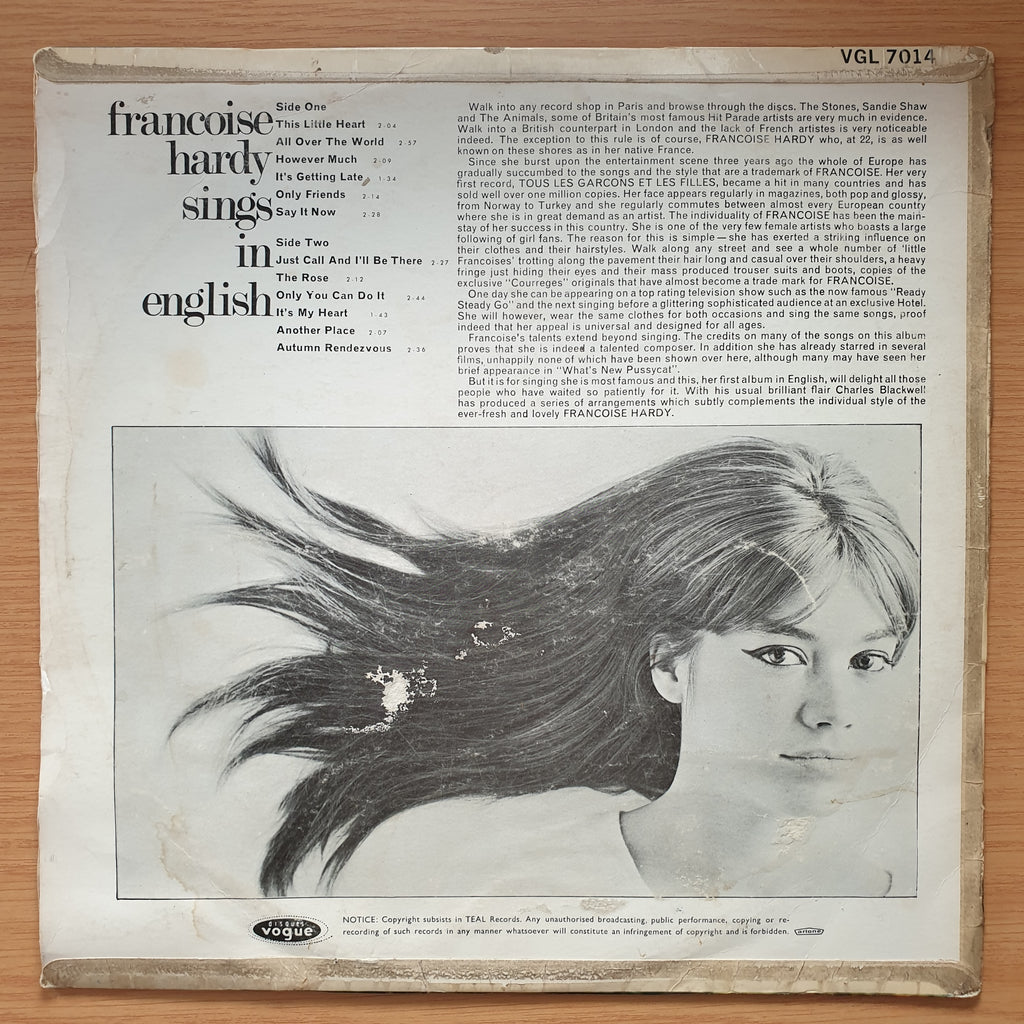 VGL 7014
francoise
hardy
sings
in
english
Side One
This Little Heart 2-04
All Over The World 2-57
However Much 2-09
It's Getting Late 1-34
Only Friends 2-14
Say It Now 2-28
Side Two
Just Call And I'll Be There 2-27
The Rose 2-12
Only You Can Do It 2-44
It's My Heart 1-43
Another Place 2-07
Autumn Rendezvous 2-36
Walk into any record shop in Paris and browse through the discs. The Stones, Sandie Shaw
and The Animals, some of Britain's most famous Hit Parade artists are very much in evidence.
Walk into a British counterpart in London and the lack of French artistes is very noticeable
indeed. The exception to this rule is of course, FRANCOISE HARDY who, at 22, is as well
known on these shores as in her native France.
Since she burst upon the entertainment scene three years ago the whole of Europe has
gradually succumbed to the songs and the style that are a trademark of FRANCOISE. Her very
first record, TOUS LES GARCONS ET LES FILLES, became a hit in many countries and has
sold well over one million copies. Her face appears regularly in magazines, both pop and glossy,
from Norway to Turkey and she regularly commutes between almost every European country
where she is in great demand as an artist. The individuality of FRANCOISE has been the main-
stay of her success in this country. She is one of the very few female artists who boasts a large
following of girl fans. The reason for this is simple — she has exerted a striking influence on
their clothes and their hairstyles. Walk along any street and see a whole number of 'little
Francoises' trotting along the pavement their hair long and casual over their shoulders, a heavy
fringe just hiding their eyes and their mass produced trouser suits and boots, copies of the
exclusive "Courreges" originals that have almost become a trade mark for FRANCOISE.
One day she can be appearing on a top rating television show such as the now famous "Ready
Steady Go" and the next singing before a glittering sophisticated audience at an exclusive Hotel.
She will however, wear the same clothes for both occasions and sing the same songs, proof
indeed that her appeal is universal and designed for all ages.
Francoise's talents extend beyond singing. The credits on many of the songs on this album
proves that she is indeed a talented composer. In addition she has already starred in several
films, unhappily none of which have been shown over here, although many may have seen her
brief appearance in "What's New Pussycat".
But it is for singing she is most famous and this, her first album in English, will delight all those
people who have waited so patiently for it. With his usual brilliant flair Charles Blackwell
has produced a series of arrangements which subtly complements the individual style of the
ever-fresh and lovely FRANCOISE HARDY.
DISQUES
vogue
NOTICE: Copyright subsists in TEAL Records. Any unauthorised broadcasting, public performance, copying or re-
recording of such records in any manner whatsoever will constitute an infringement of copyright and is forbidden. artone